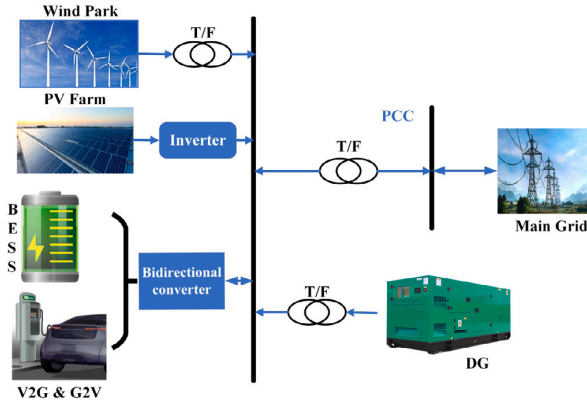 Wind Park
T/F
PV Farm
Inverter
PCC
T/F
Main Grid
B
E
S
S
Bidirectional
converter
T/F
V2G & G2V
DG